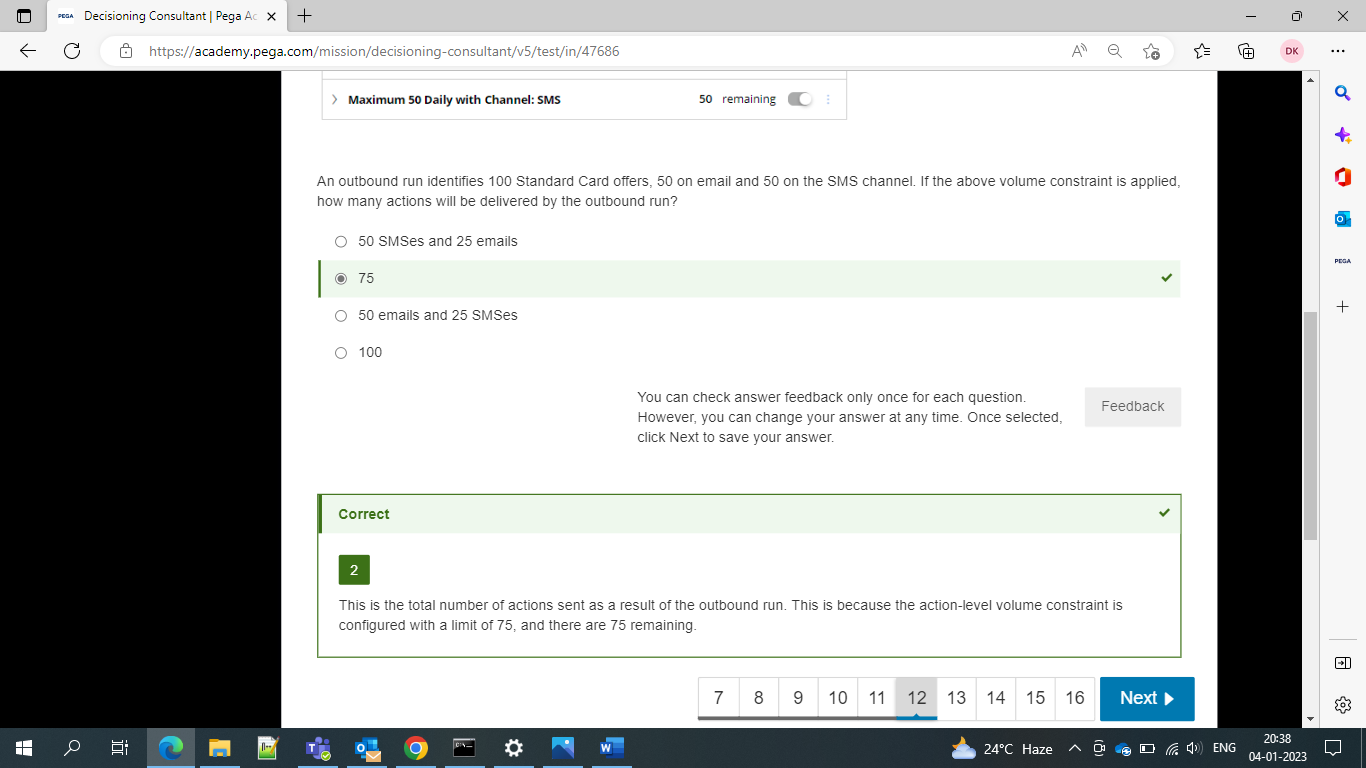 PEGA Decisioning Consultant | Pega Ac
https://academy.pega.com/mission/decisioning-consultant/v5/test/in/47686
DK
Maximum 50 Daily with Channel: SMS 50 remaining
PEGA
An outbound run identifies 100 Standard Card offers, 50 on email and 50 on the SMS channel. If the above volume constraint is applied,
how many actions will be delivered by the outbound run?
50 SMSes and 25 emails
75
50 emails and 25 SMSes
100
You can check answer feedback only once for each question.
However, you can change your answer at any time. Once selected,
click Next to save your answer.
Feedback
Correct
2
This is the total number of actions sent as a result of the outbound run. This is because the action-level volume constraint is
configured with a limit of 75, and there are 75 remaining.
7 8 9 10 11 12 13 14 15 16 Next
24°C Haze ENG
20:38
04-01-2023